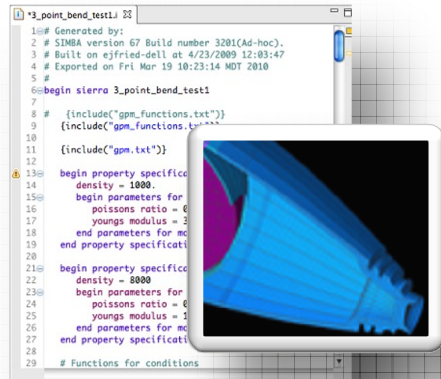 *3_point_bend_test1.i
1 # Generated by:
2 # SIMBA version 67 Build number 3201(Ad-hoc).
3 # Built on ejfried-dell at 4/23/2009 12:03:47
4 # Exported on Fri Mar 19 10:23:14 MDT 2010
5 #
6 begin sierra 3_point_bend_test1
7
8 # {include("gpm_functions.txt")}
9 {include("gpm_functions.txt")}
10
11 {include("gpm.txt")}
12
13 begin property specifica
14 density = 1000.
15 begin parameters for
16 poissons ratio = 0
17 youngs modulus = 3
18 end parameters for mo
19 end property specificati
20
21 begin property specifica
22 density = 8000
23 begin parameters for
24 poissons ratio = 0
25 youngs modulus = 1
26 end parameters for mo
27 end property specificati
28
29 # Functions for conditions